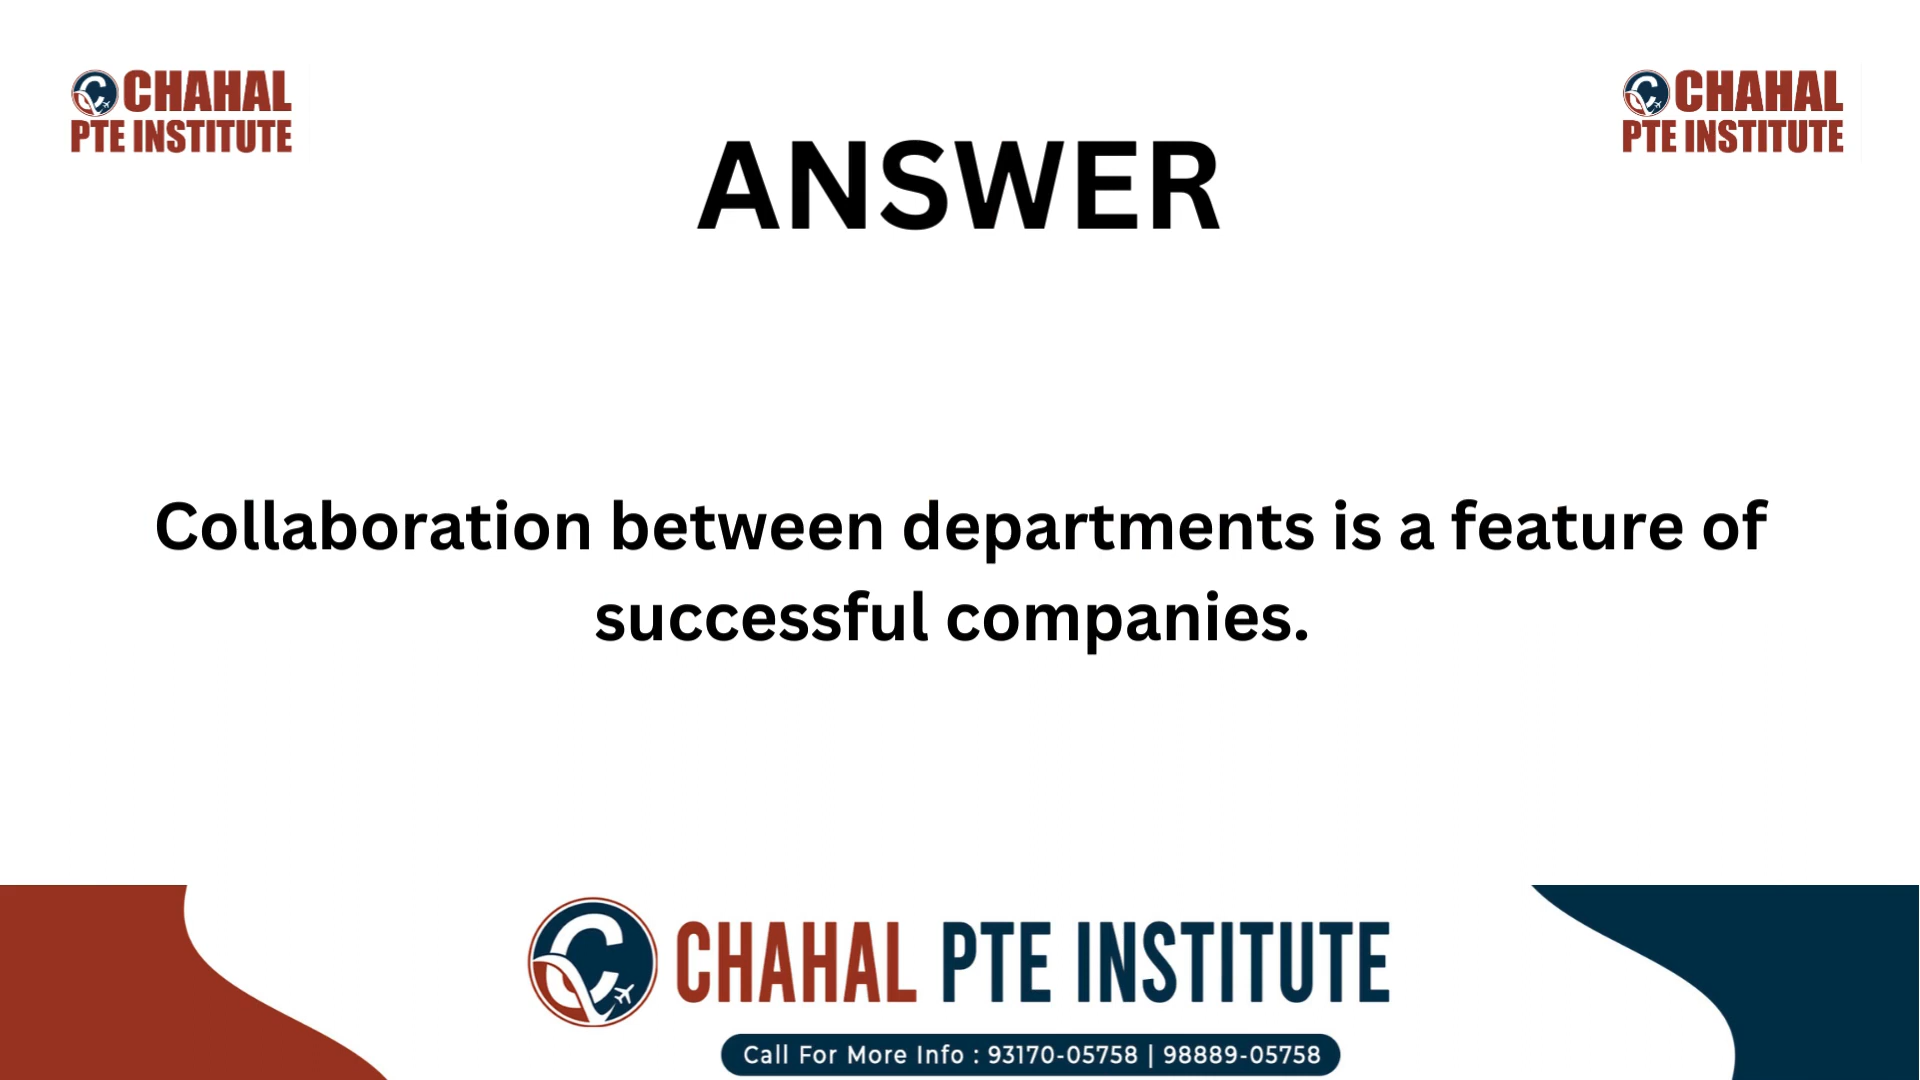 CHAHAL
PTE INSTITUTE
CHAHAL
PTE INSTITUTE
ANSWER
Collaboration between departments is a feature of
successful companies.
CHAHAL PTE INSTITUTE
Call For More Info : 93170-05758 | 98889-05758